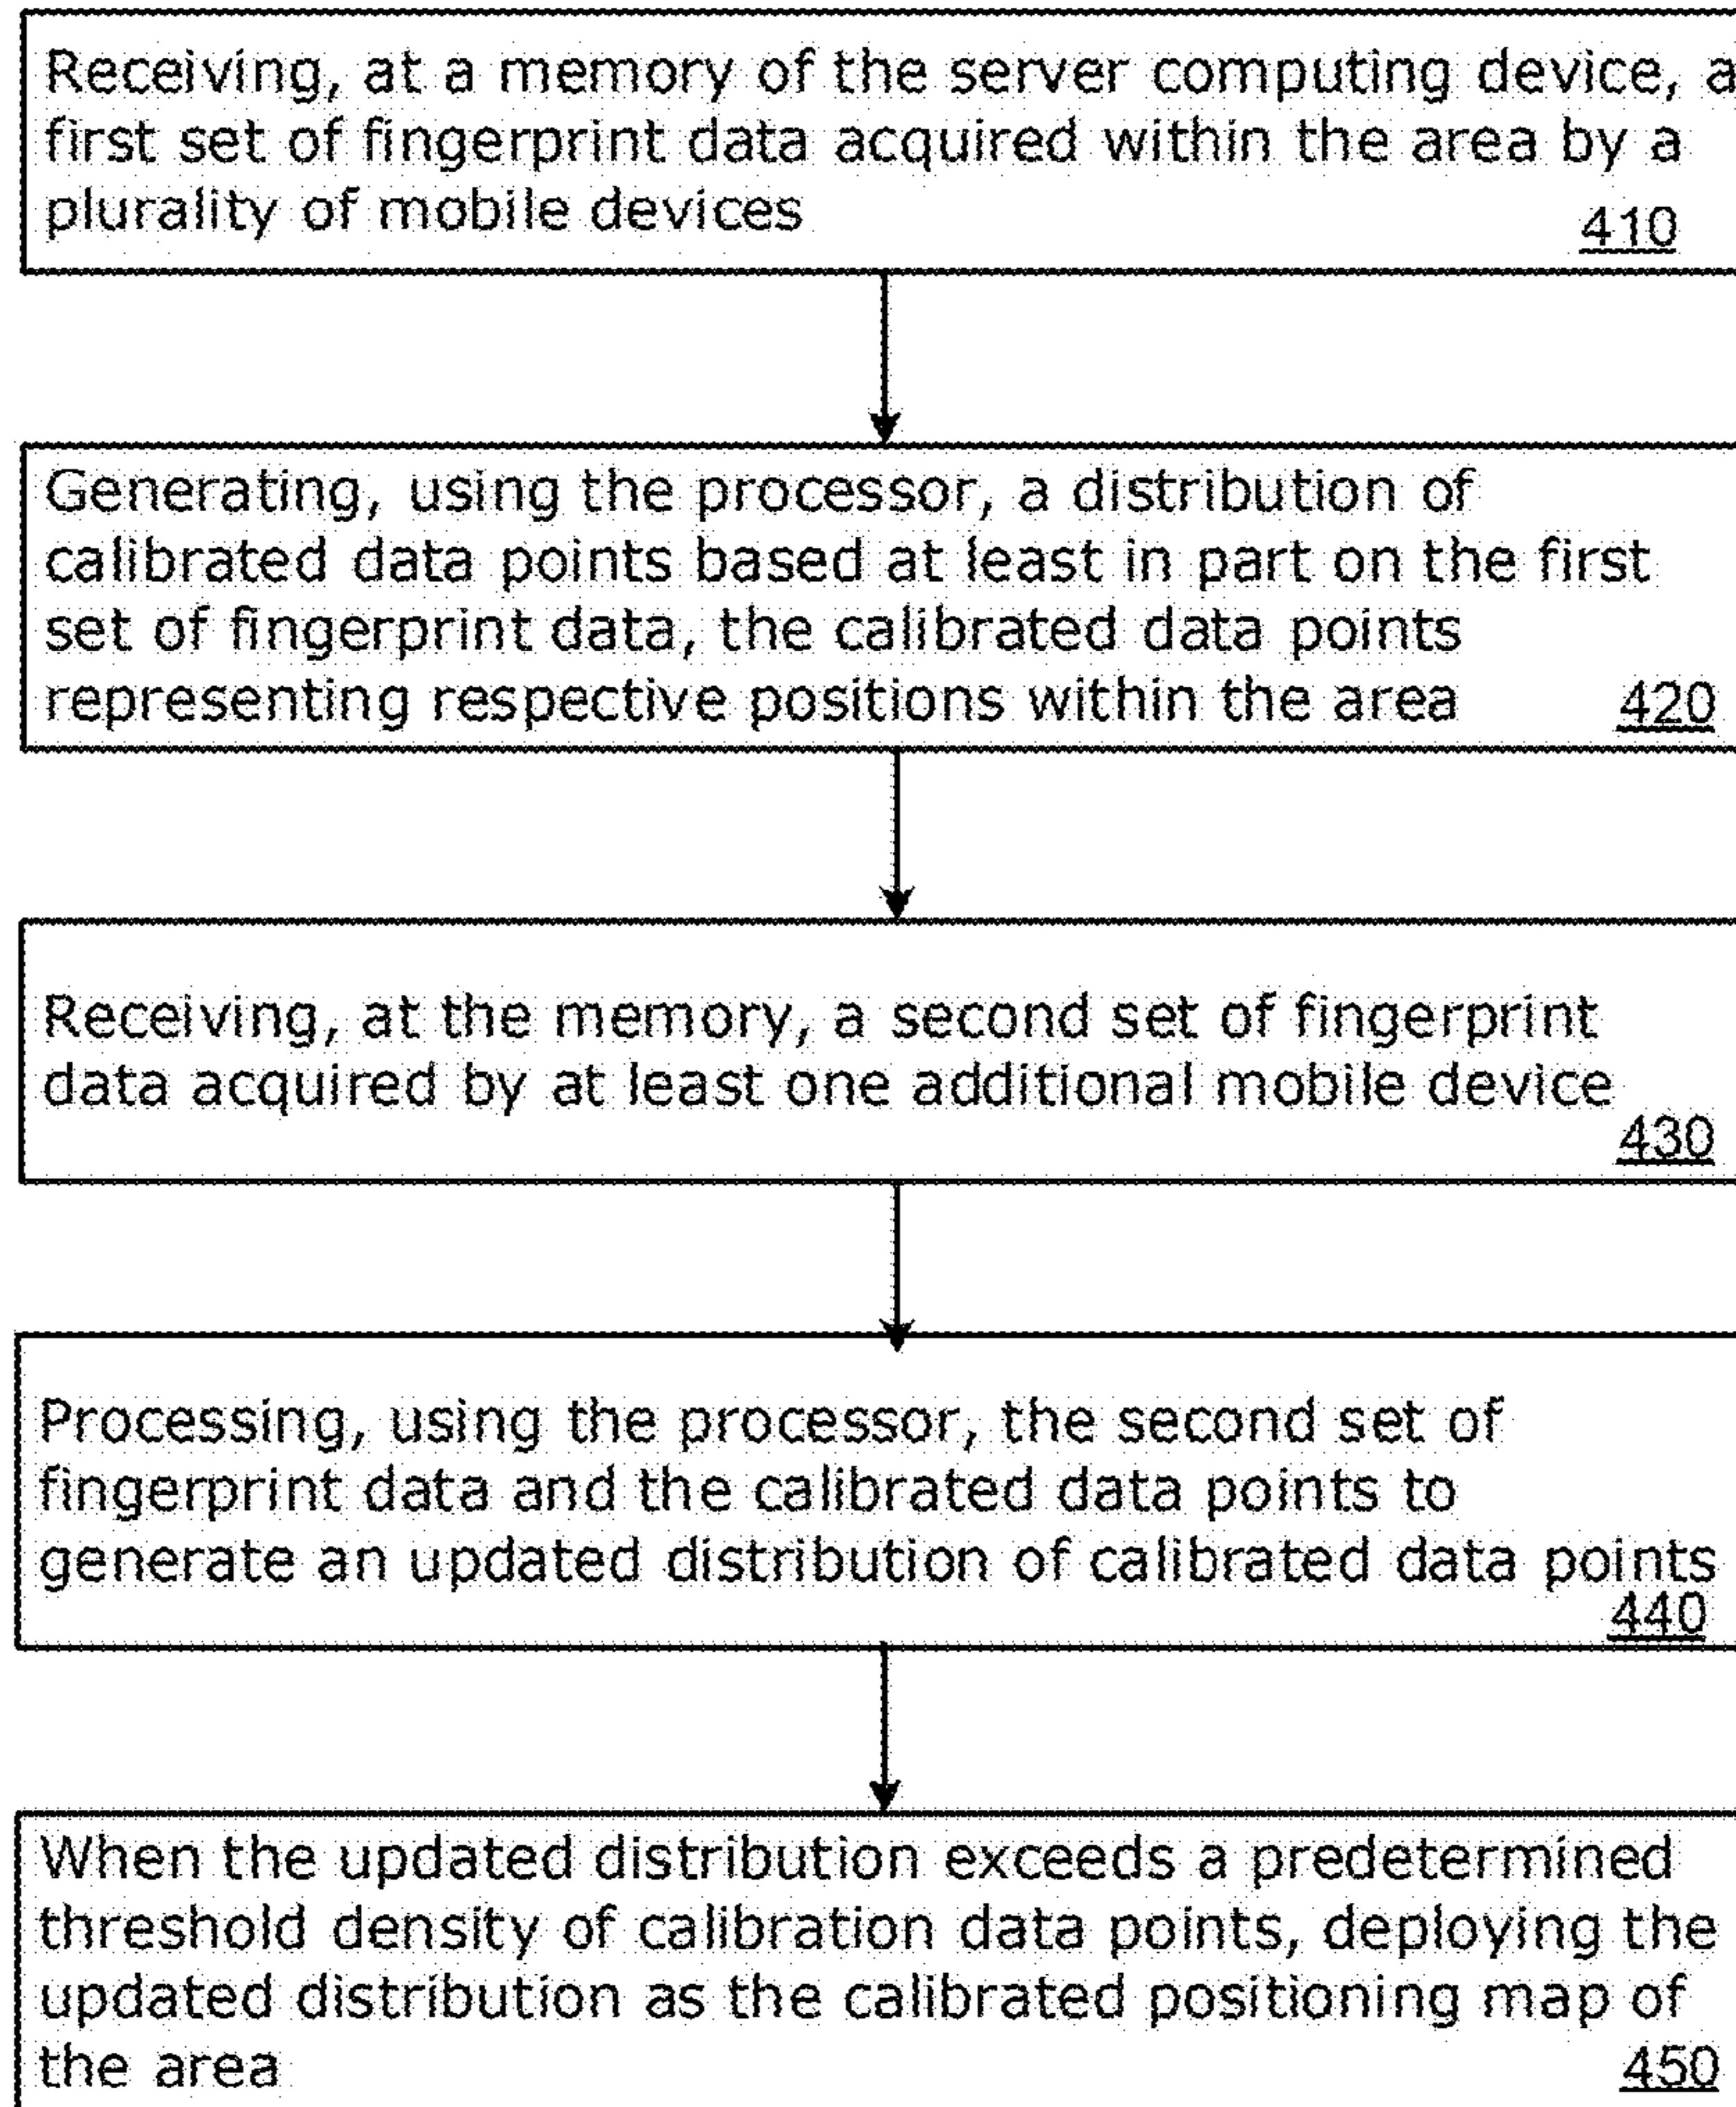 Receiving, at a memory of the server computing device, a
first set of fingerprint data acquired within the area by a
plurality of mobile devices 410
Generating, using the processor, a distribution of
calibrated data points based at least in part on the first
set of fingerprint data, the calibrated data points
representing respective positions within the area 420
Receiving, at the memory, a second set of fingerprint
data acquired by at least one additional mobile device
430
Processing, using the processor, the second set of
fingerprint data and the calibrated data points to
generate an updated distribution of calibrated data points
440
When the updated distribution exceeds a predetermined
threshold density of calibration data points, deploying the
updated distribution as the calibrated positioning map of
the area 450